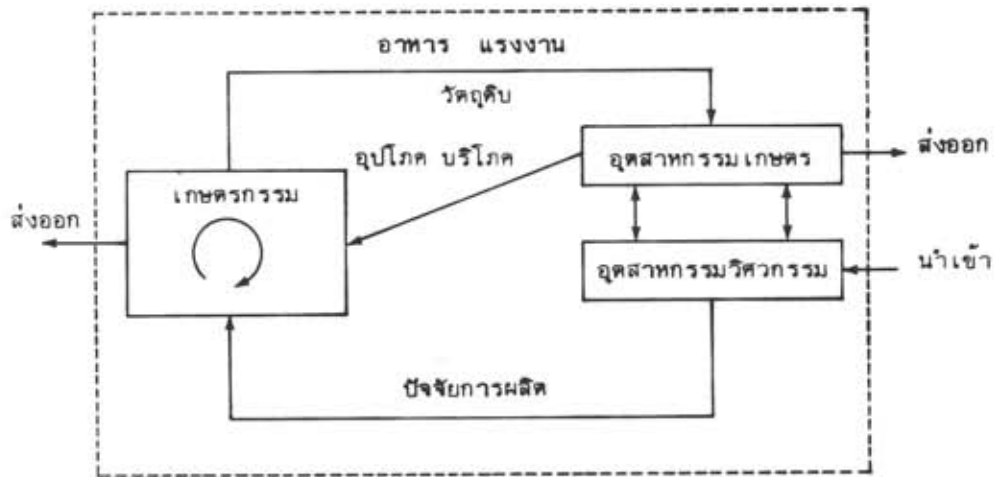 อาหาร แรงงาน
วัตถุดิบ
อุปโภค บริโภค
อุตสาหกรรมเกษตร
ส่งออก
เกษตรกรรม
ส่งออก
อุตสาหกรรมวิศวกรรม
นำเข้า
ปัจจัยการผลิต